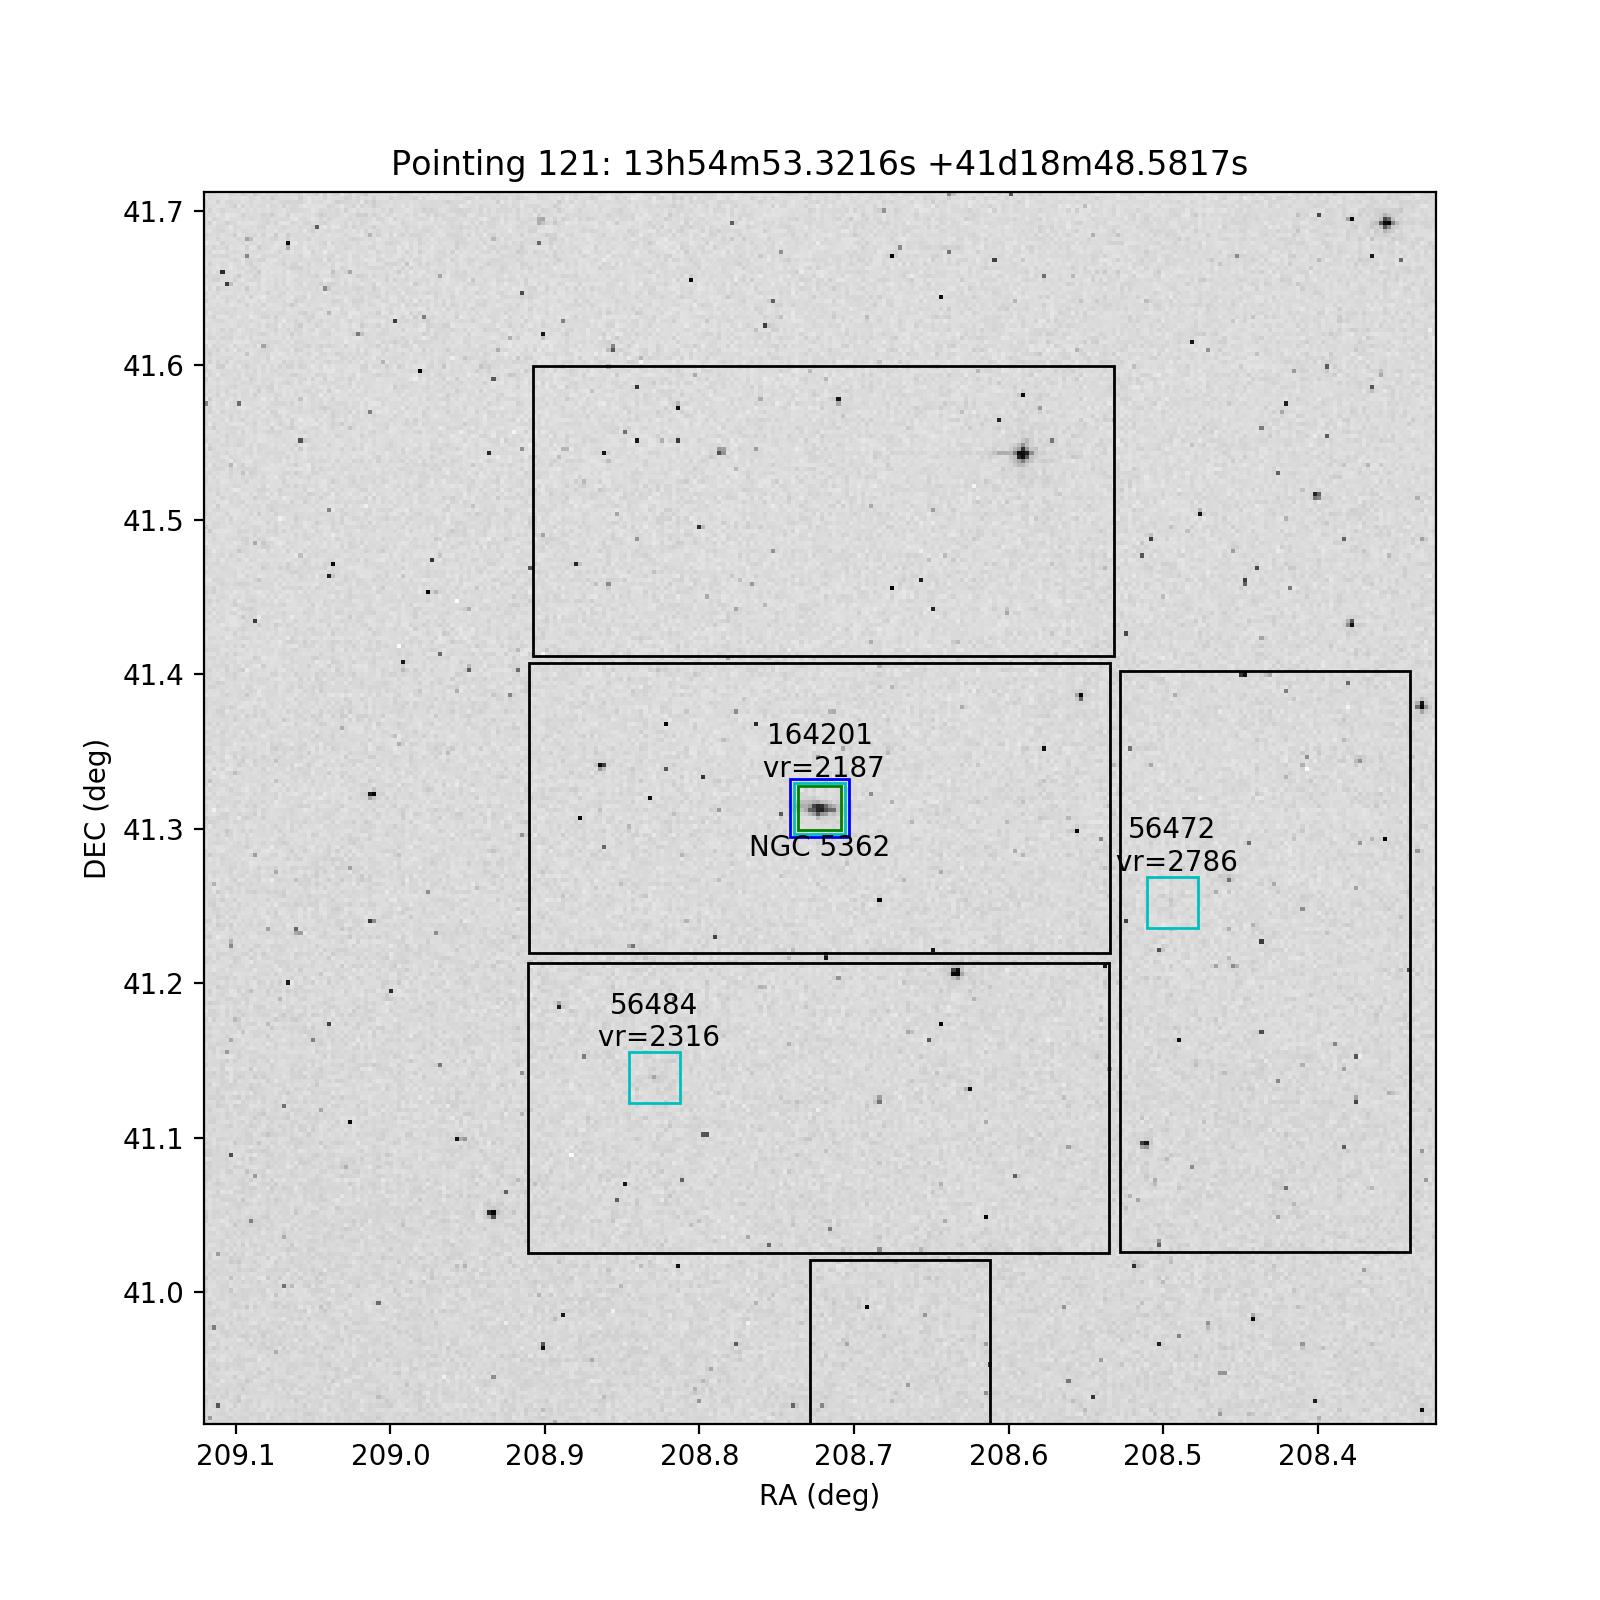 Pointing 121: 13h54m53.3216s +41d18m48.5817s
41.7
41.6
41.5
41.4
41.3
41.2
41.1
41.0
DEC (deg)
164201
vr=2187
NGC 5362
56472
vr=2786
56484
vr=2316
209.1 209.0 208.9 208.8 208.7 208.6 208.5 208.4
RA (deg)